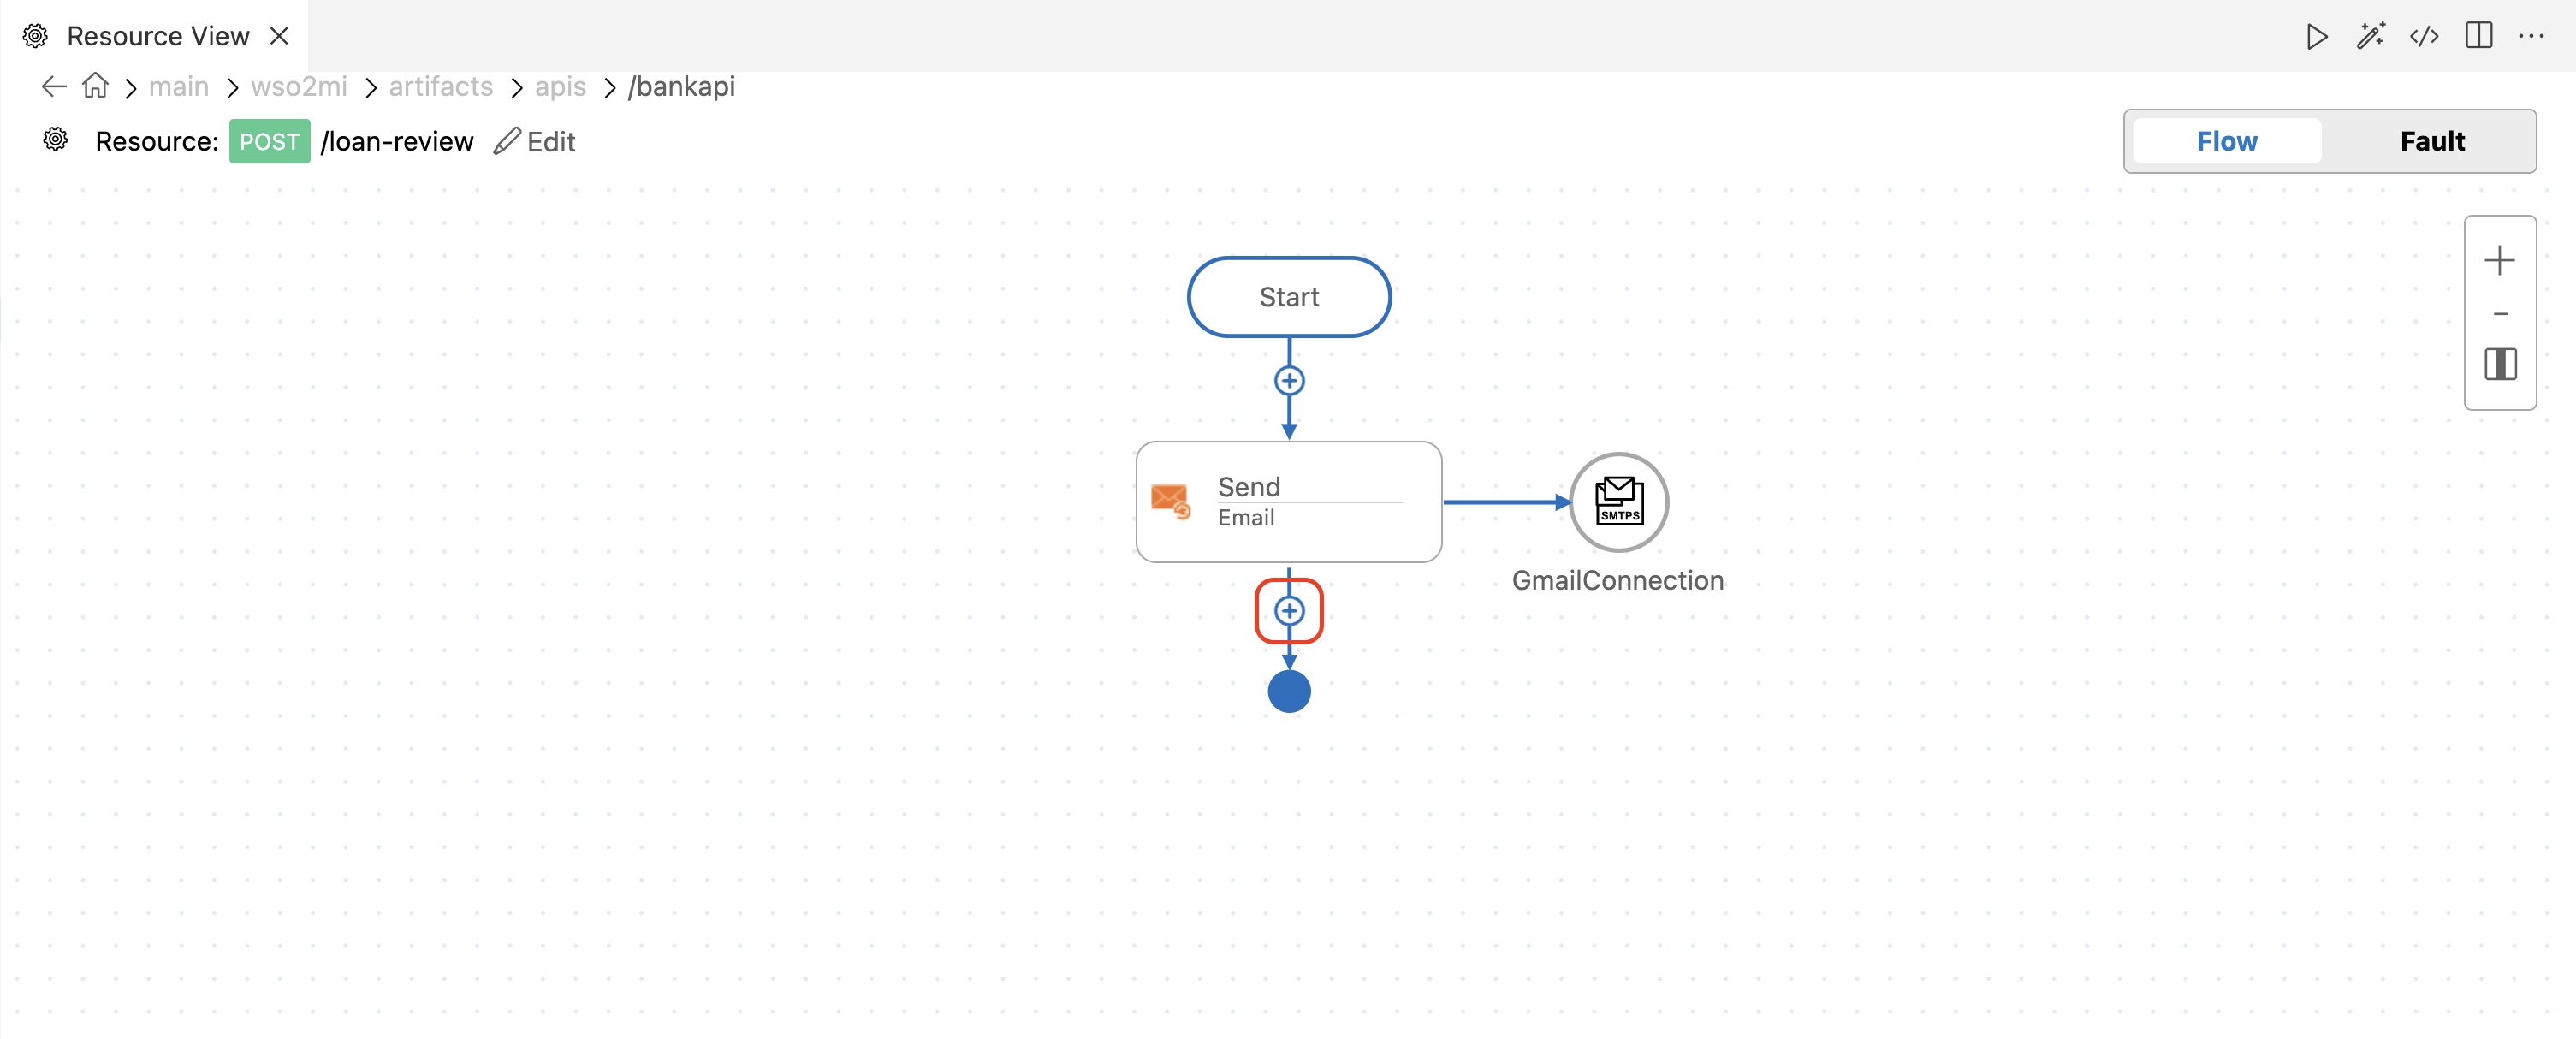 Resource View
main > wso2mi > artifacts > apis > /bankapi
Resource: POST /loan-review Edit
Flow Fault
Start
Send
Email
SMTPS
GmailConnection